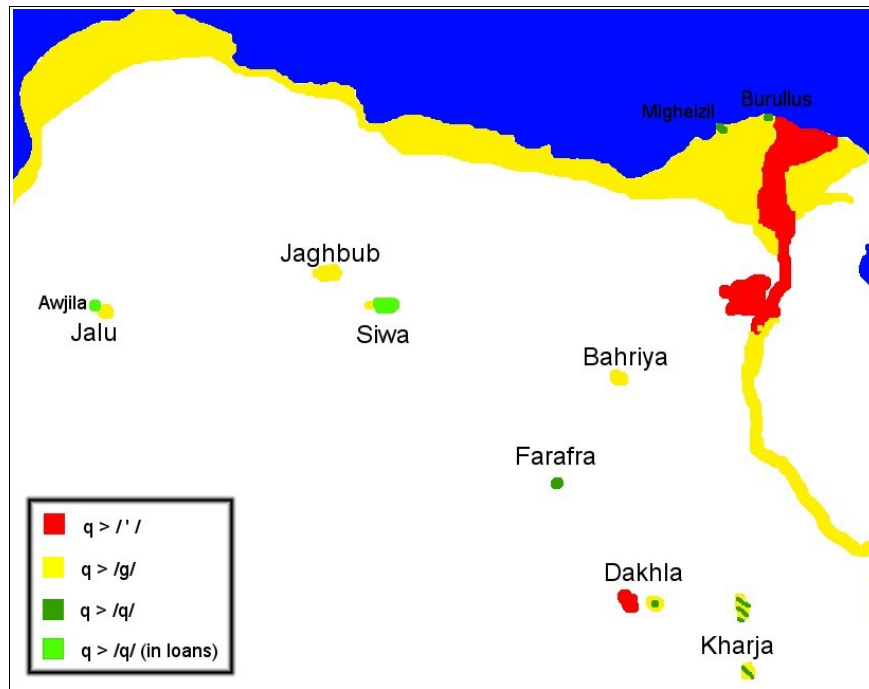 Burullus
Migheizil
Jaghbub
Awjila
Jalu
Siwa
Bahriya
Farafra
Dakhla
Kharja
q > / ' /
q > /g/
q > /q/
q > /q/ (in loans)